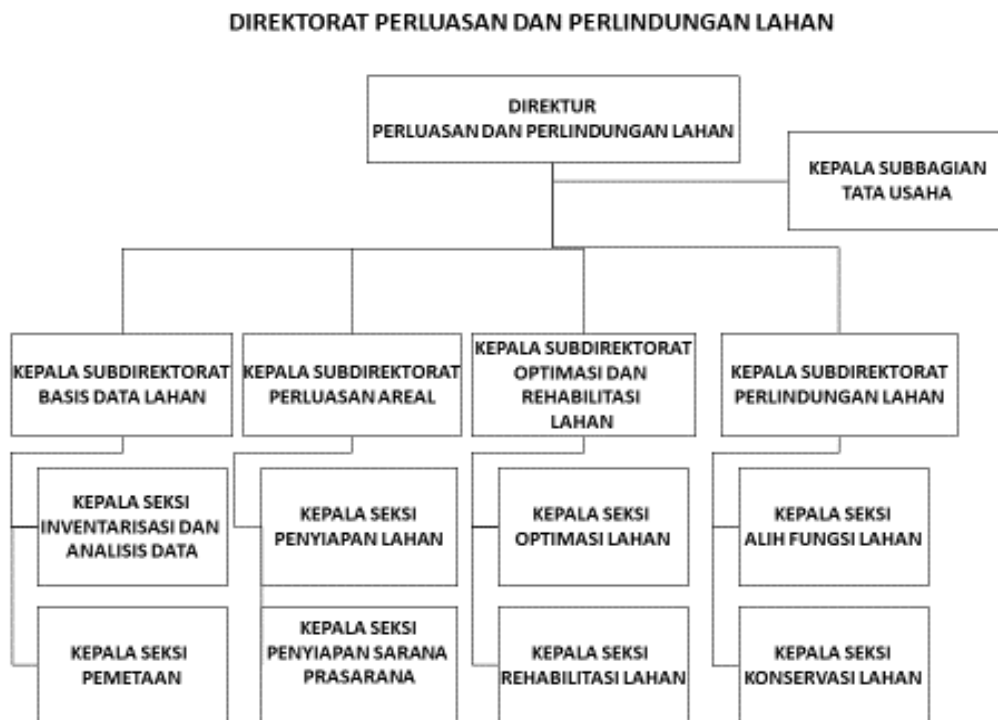 DIREKTORAT PERLUASAN DAN PERLINDUNGAN LAHAN
DIREKTUR
PERLUASAN DAN PERLINDUNGAN LAHAN
KEPALA SUBBAGIAN
TATA USAHA
KEPALA SUBDIREKTORAT
BASIS DATA LAHAN
KEPALA SUBDIREKTORAT
PERLUASAN AREAL
KEPALA SUBDIREKTORAT
OPTIMASI DAN
REHABILITASI
LAHAN
KEPALA SUBDIREKTORAT
PERLINDUNGAN LAHAN
KEPALA SEKSI
INVENTARISASI DAN
ANALISIS DATA
KEPALA SEKSI
PENYIAPAN LAHAN
KEPALA SEKSI
OPTIMASI LAHAN
KEPALA SEKSI
ALIH FUNGSI LAHAN
KEPALA SEKSI
PEMETAAN
KEPALA SEKSI
PENYIAPAN SARANA
PRASARANA
KEPALA SEKSI
REHABILITASI LAHAN
KEPALA SEKSI
KONSERVASI LAHAN